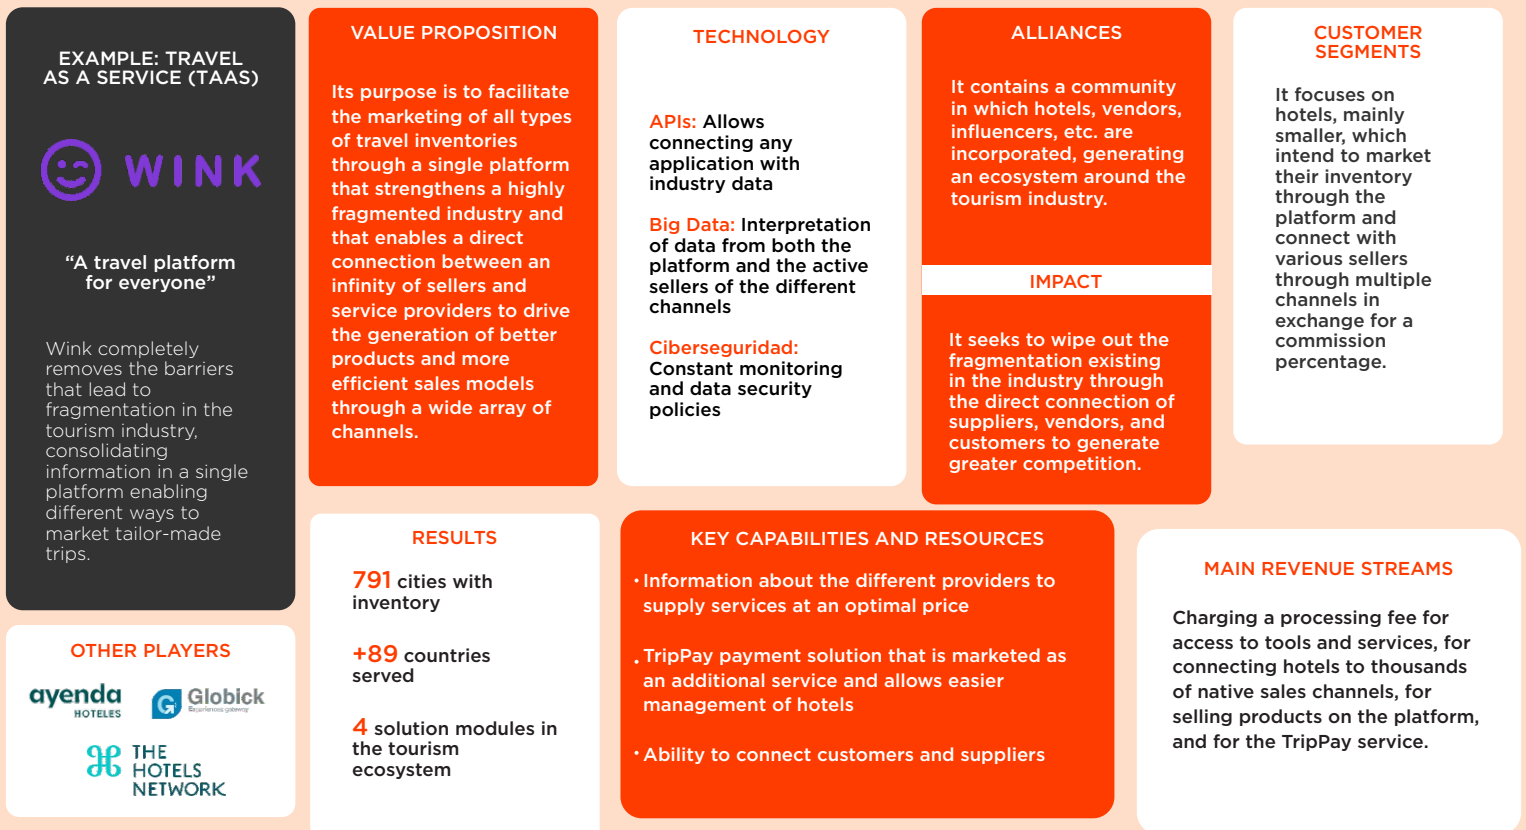 EXAMPLE: TRAVEL
AS A SERVICE (TAAS)
WINK
“A travel platform
for everyone”
Wink completely
removes the barriers
that lead to
fragmentation in the
tourism industry,
consolidating
information in a single
platform enabling
different ways to
market tailor-made
trips.
OTHER PLAYERS
ayenda
HOTELES
Globick
Experiences gateway
THE
HOTELS
NETWORK
VALUE PROPOSITION
Its purpose is to facilitate
the marketing of all types
of travel inventories
through a single platform
that strengthens a highly
fragmented industry and
that enables a direct
connection between an
infinity of sellers and
service providers to drive
the generation of better
products and more
efficient sales models
through a wide array of
channels.
TECHNOLOGY
APIs: Allows
connecting any
application with
industry data
Big Data: Interpretation
of data from both the
platform and the active
sellers of the different
channels
Ciberseguridad:
Constant monitoring
and data security
policies
ALLIANCES
It contains a community
in which hotels, vendors,
influencers, etc. are
incorporated, generating
an ecosystem around the
tourism industry.
IMPACT
It seeks to wipe out the
fragmentation existing
in the industry through
the direct connection of
suppliers, vendors, and
customers to generate
greater competition.
CUSTOMER
SEGMENTS
It focuses on
hotels, mainly
smaller, which
intend to market
their inventory
through the
platform and
connect with
various sellers
through multiple
channels in
exchange for a
commission
percentage.
RESULTS
791 cities with
inventory
+89 countries
served
4 solution modules in
the tourism
ecosystem
KEY CAPABILITIES AND RESOURCES
· Information about the different providers to
supply services at an optimal price
· TripPay payment solution that is marketed as
an additional service and allows easier
management of hotels
· Ability to connect customers and suppliers
MAIN REVENUE STREAMS
Charging a processing fee for
access to tools and services, for
connecting hotels to thousands
of native sales channels, for
selling products on the platform,
and for the TripPay service.